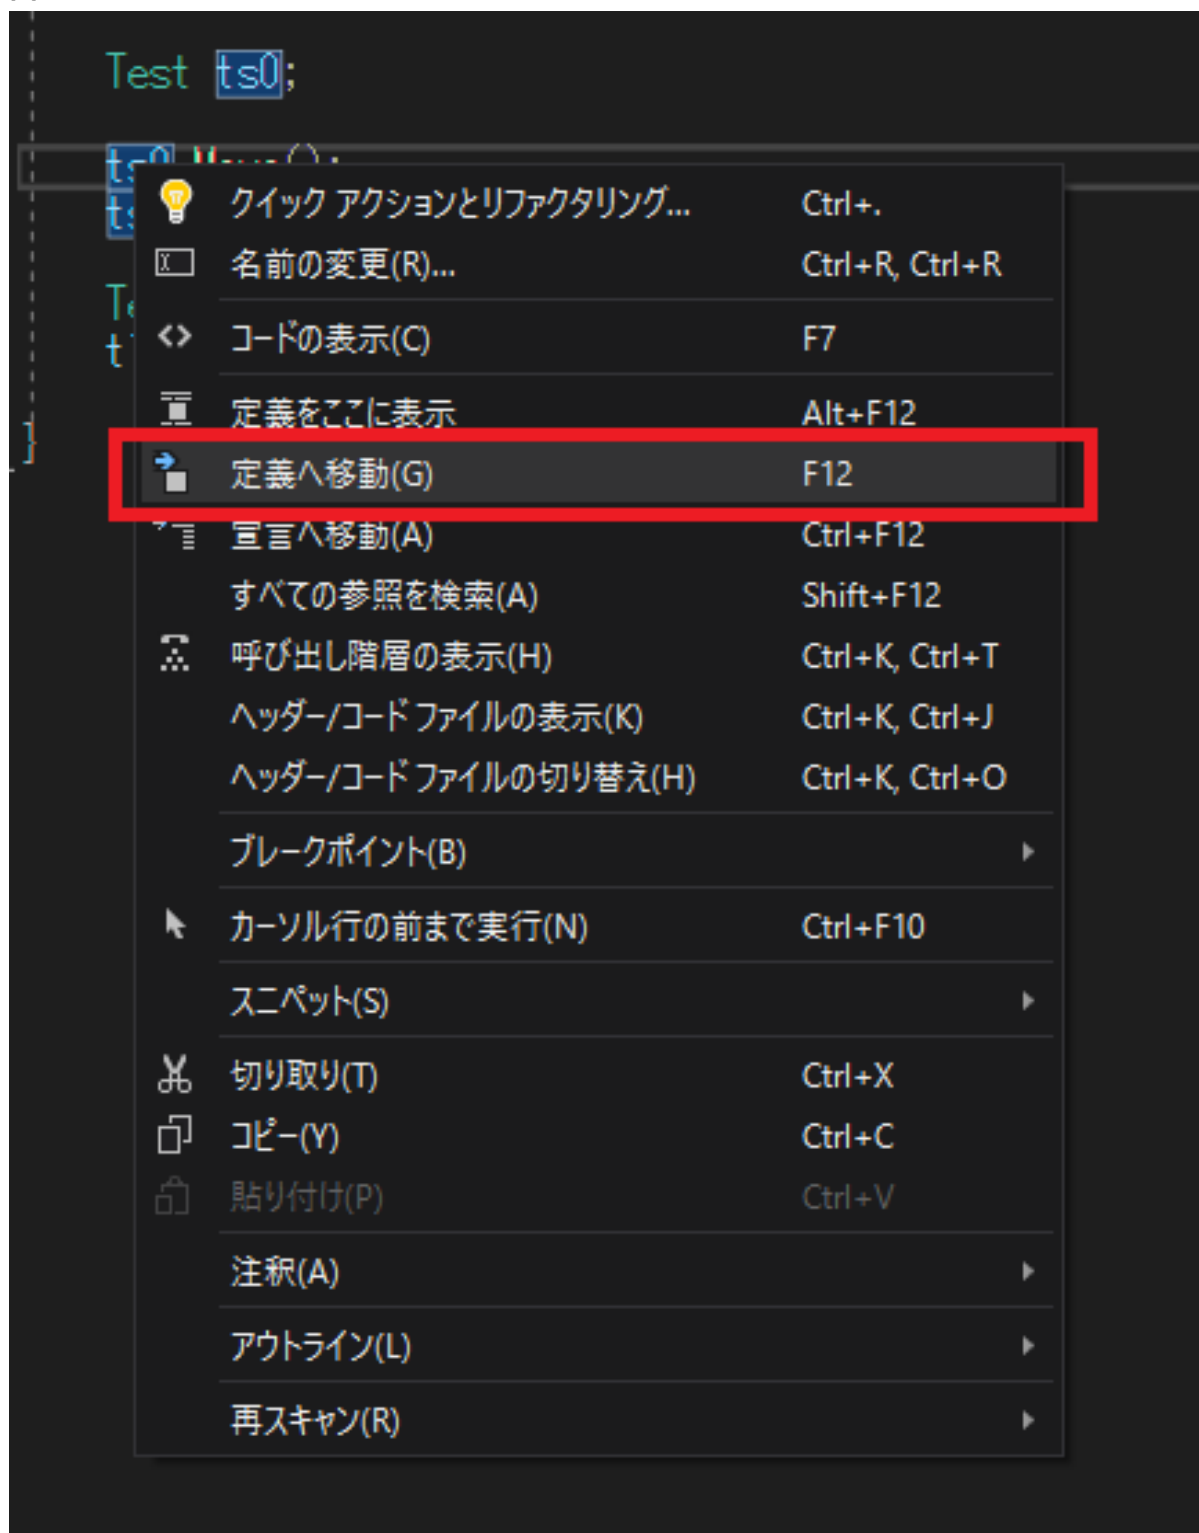 Test ts0;
ts0
クイック アクションとリファクタリング... Ctrl+.
名前の変更(R)... Ctrl+R, Ctrl+R
コードの表示(C) F7
定義をここに表示 Alt+F12
定義へ移動(G) F12
宣言へ移動(A) Ctrl+F12
すべての参照を検索(A) Shift+F12
呼び出し階層の表示(H) Ctrl+K, Ctrl+T
ヘッダー/コード ファイルの表示(K) Ctrl+K, Ctrl+J
ヘッダー/コード ファイルの切り替え(H) Ctrl+K, Ctrl+O
ブレークポイント(B)
カーソル行の前まで実行(N) Ctrl+F10
スニペット(S)
切り取り(T) Ctrl+X
コピー(Y) Ctrl+C
貼り付け(P) Ctrl+V
注釈(A)
アウトライン(L)
再スキャン(R)
}